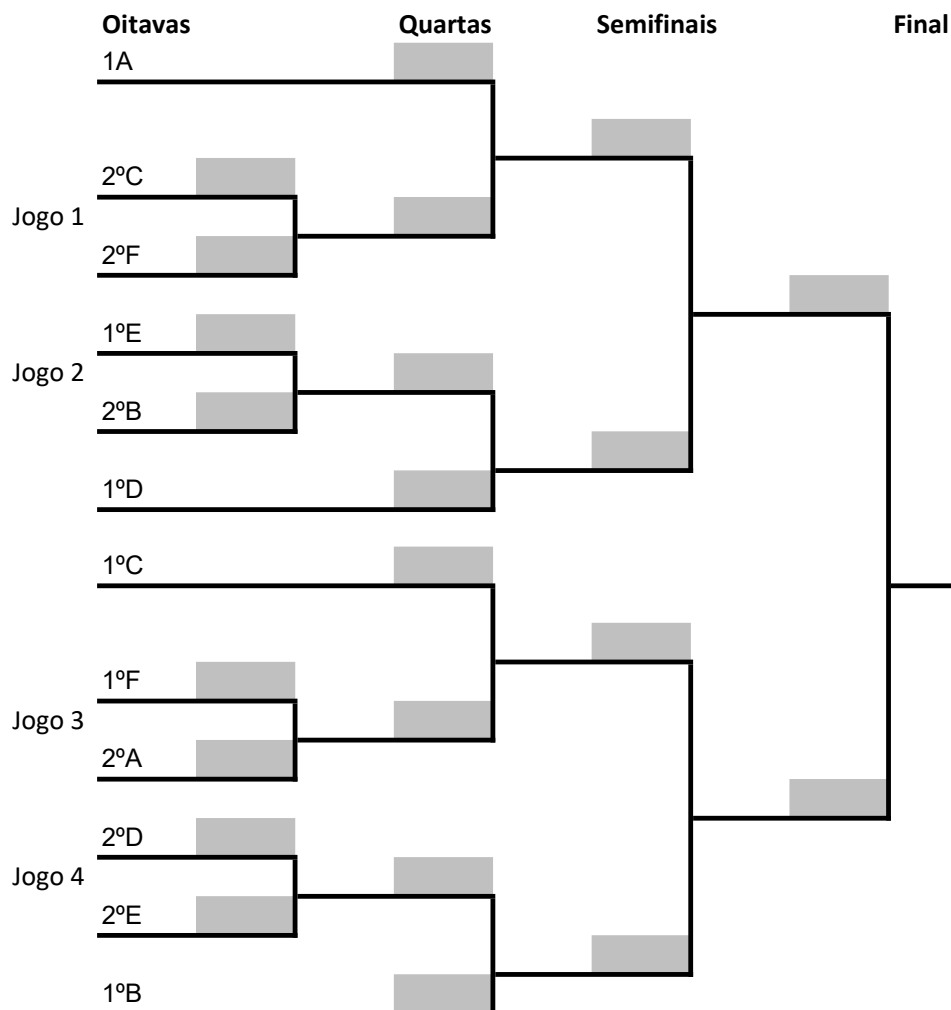 Oitavas Quartas Semifinais Final
1A
2ºC
Jogo 1
2ºF
1ºE
Jogo 2
2ºB
1ºD
1ºC
1ºF
Jogo 3
2ºA
2ºD
Jogo 4
2ºE
1ºB